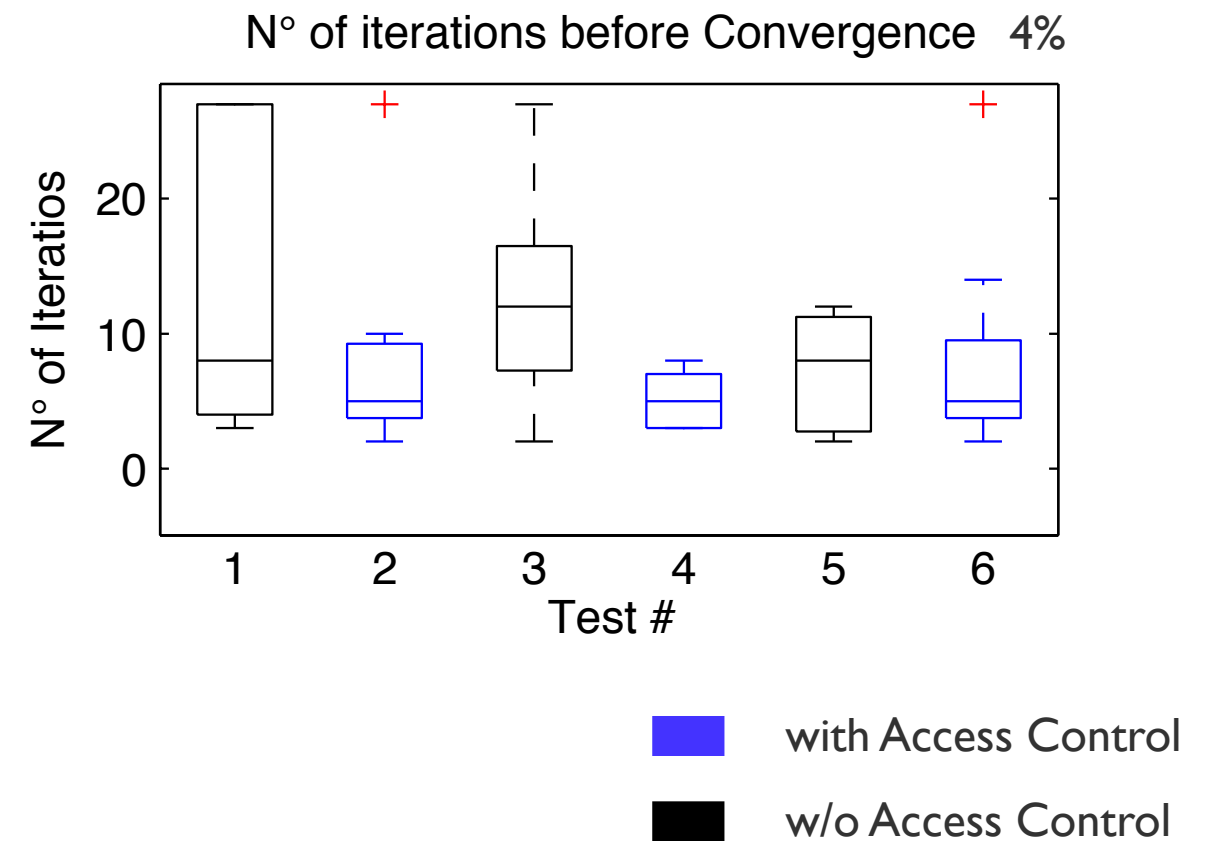 N° of iterations before Convergence 4%
N° of Iteratios
20
10
0
1 2 3 4 5 6
Test #
with Access Control
w/o Access Control